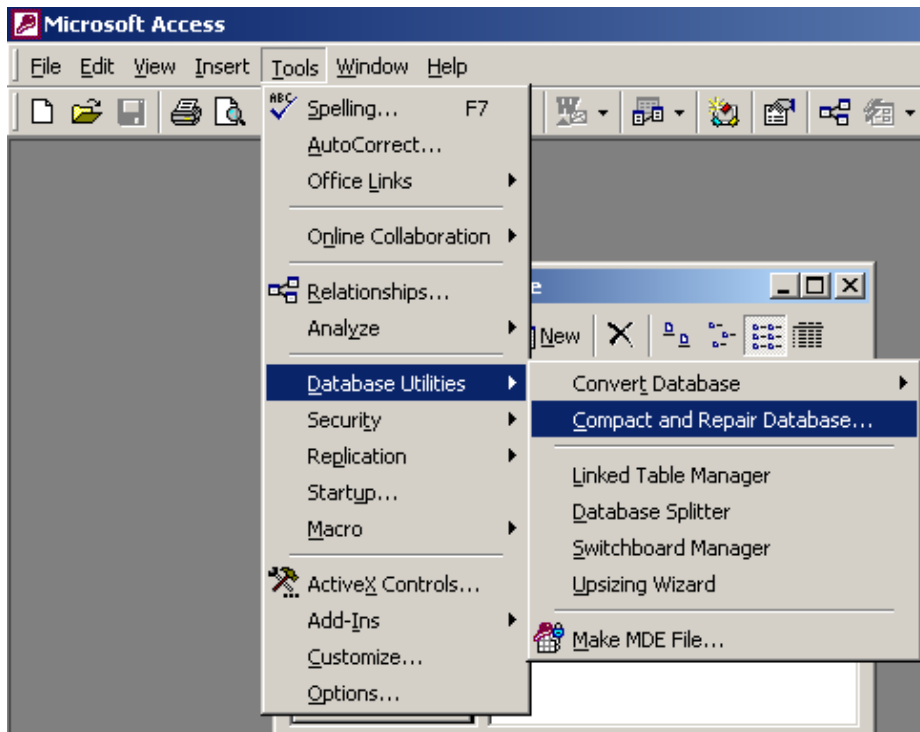 Microsoft Access
File Edit View Insert Tools Window Help
ABC
Spelling... F7
AutoCorrect...
Office Links
Online Collaboration
Relationships...
Analyze
Database Utilities
Security
Replication
Startup...
Macro
ActiveX Controls...
Add-Ins
Customize...
Options...
New
Convert Database
Compact and Repair Database...
Linked Table Manager
Database Splitter
Switchboard Manager
Upsizing Wizard
Make MDE File...